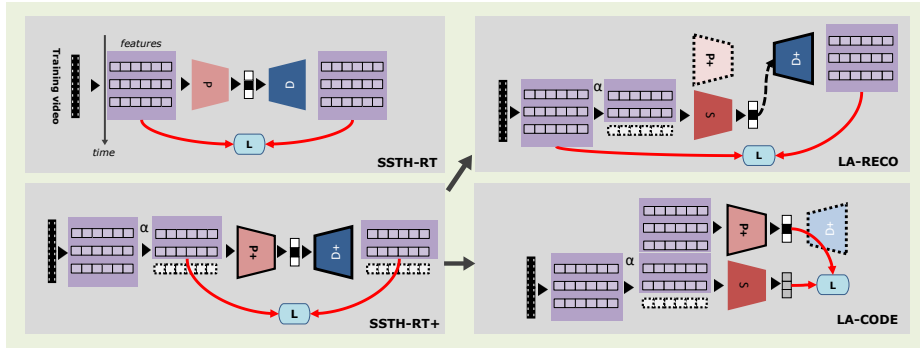 Training video
features
P
D
L
time
SSTH-RT
α
P+
D+
S
L
LA-RECO
α
P+
D+
L
SSTH-RT+
α
P+
D+
S
L
LA-CODE